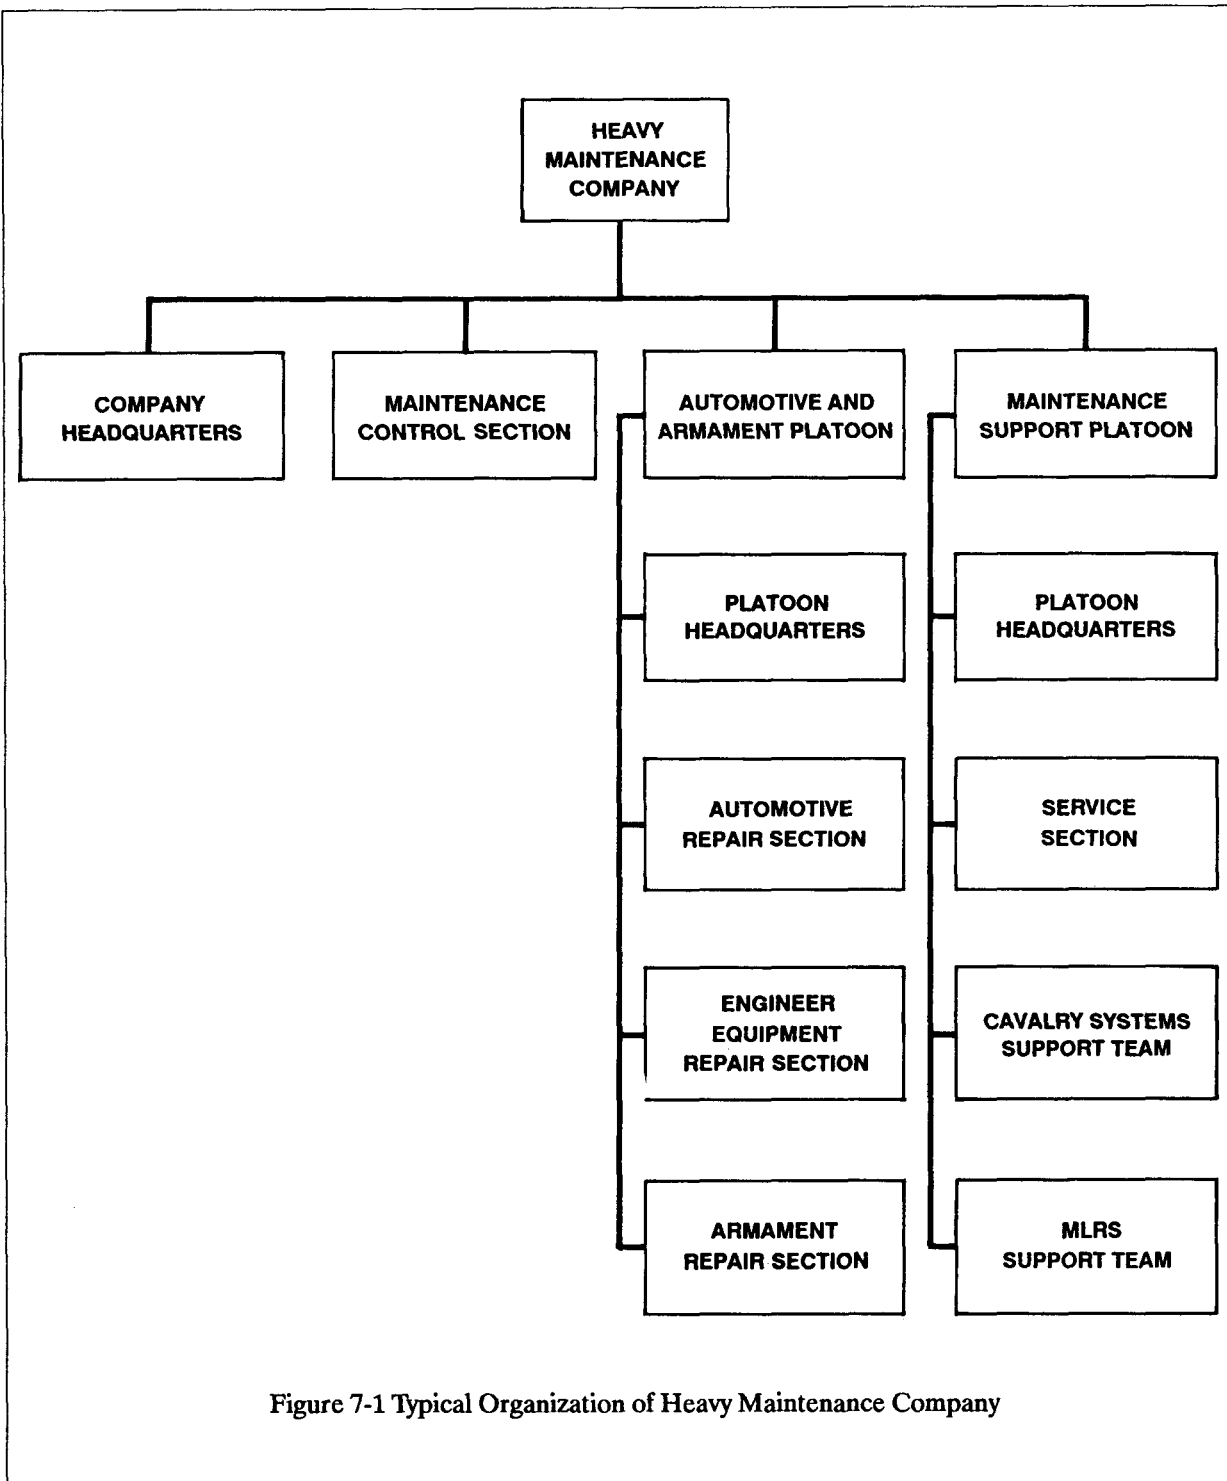 HEAVY
MAINTENANCE
COMPANY
COMPANY
HEADQUARTERS
MAINTENANCE
CONTROL SECTION
AUTOMOTIVE AND
ARMAMENT PLATOON
MAINTENANCE
SUPPORT PLATOON
PLATOON
HEADQUARTERS
PLATOON
HEADQUARTERS
AUTOMOTIVE
REPAIR SECTION
SERVICE
SECTION
ENGINEER
EQUIPMENT
REPAIR SECTION
CAVALRY SYSTEMS
SUPPORT TEAM
ARMAMENT
REPAIR SECTION
MLRS
SUPPORT TEAM
Figure 7-1 Typical Organization of Heavy Maintenance Company